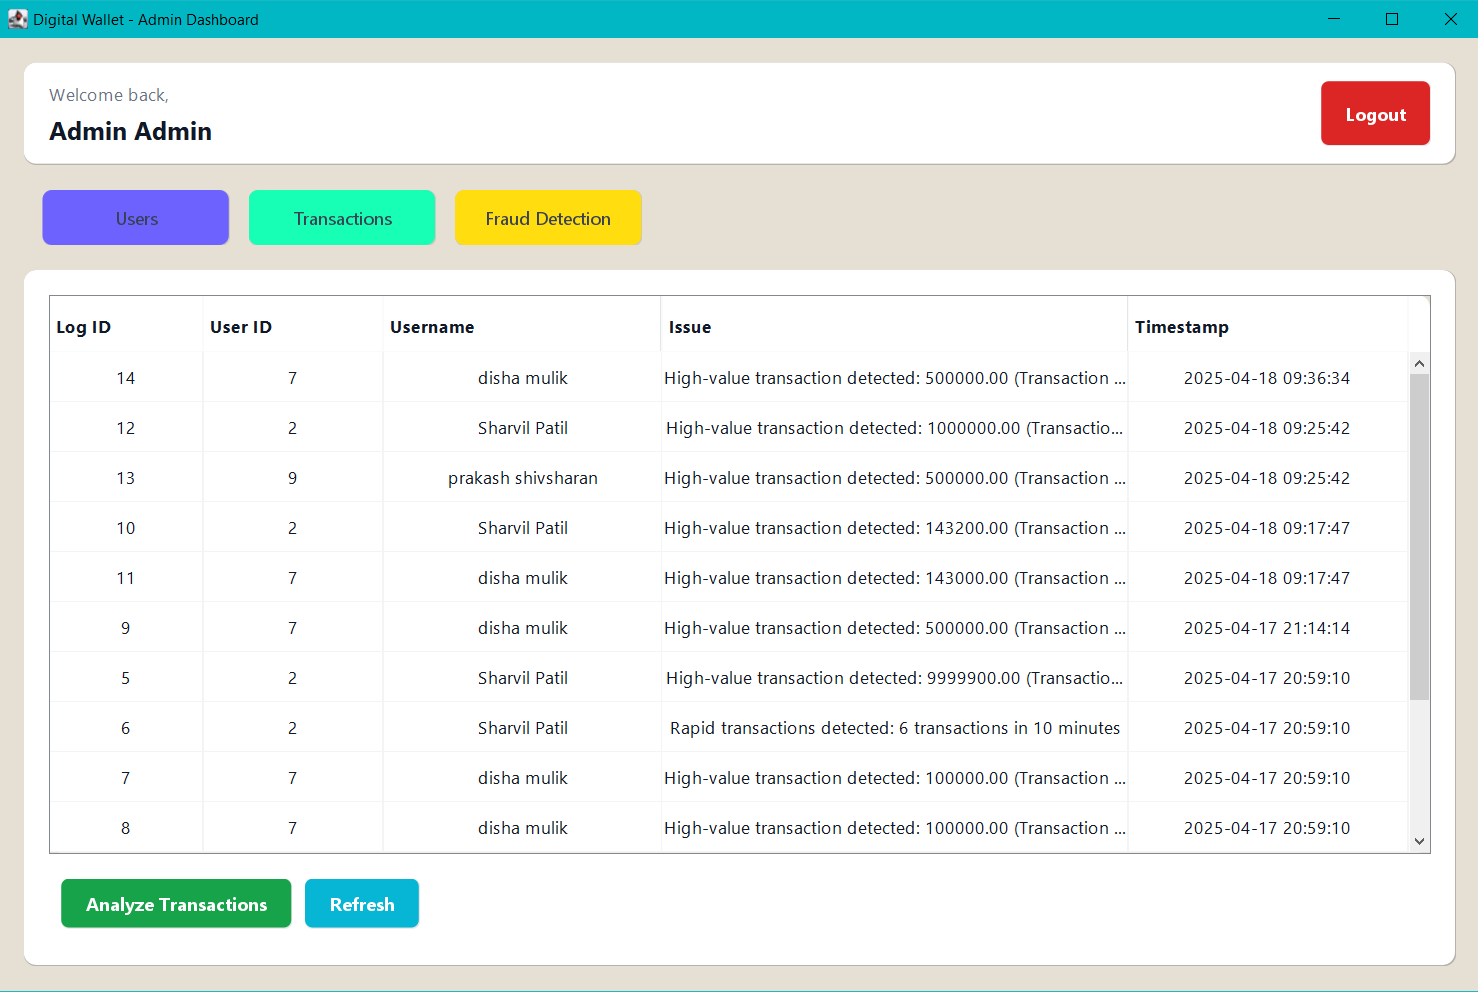 Digital Wallet - Admin Dashboard
Welcome back,
Admin Admin
Logout
Users Transactions Fraud Detection
Log ID User ID Username Issue Timestamp
14 7 disha mulik High-value transaction detected: 500000.00 (Transaction ... 2025-04-18 09:36:34
12 2 Sharvil Patil High-value transaction detected: 1000000.00 (Transactio... 2025-04-18 09:25:42
13 9 prakash shivsharan High-value transaction detected: 500000.00 (Transaction ... 2025-04-18 09:25:42
10 2 Sharvil Patil High-value transaction detected: 143200.00 (Transaction ... 2025-04-18 09:17:47
11 7 disha mulik High-value transaction detected: 143000.00 (Transaction ... 2025-04-18 09:17:47
9 7 disha mulik High-value transaction detected: 500000.00 (Transaction ... 2025-04-17 21:14:14
5 2 Sharvil Patil High-value transaction detected: 9999900.00 (Transactio... 2025-04-17 20:59:10
6 2 Sharvil Patil Rapid transactions detected: 6 transactions in 10 minutes 2025-04-17 20:59:10
7 7 disha mulik High-value transaction detected: 100000.00 (Transaction ... 2025-04-17 20:59:10
8 7 disha mulik High-value transaction detected: 100000.00 (Transaction ... 2025-04-17 20:59:10
Analyze Transactions Refresh